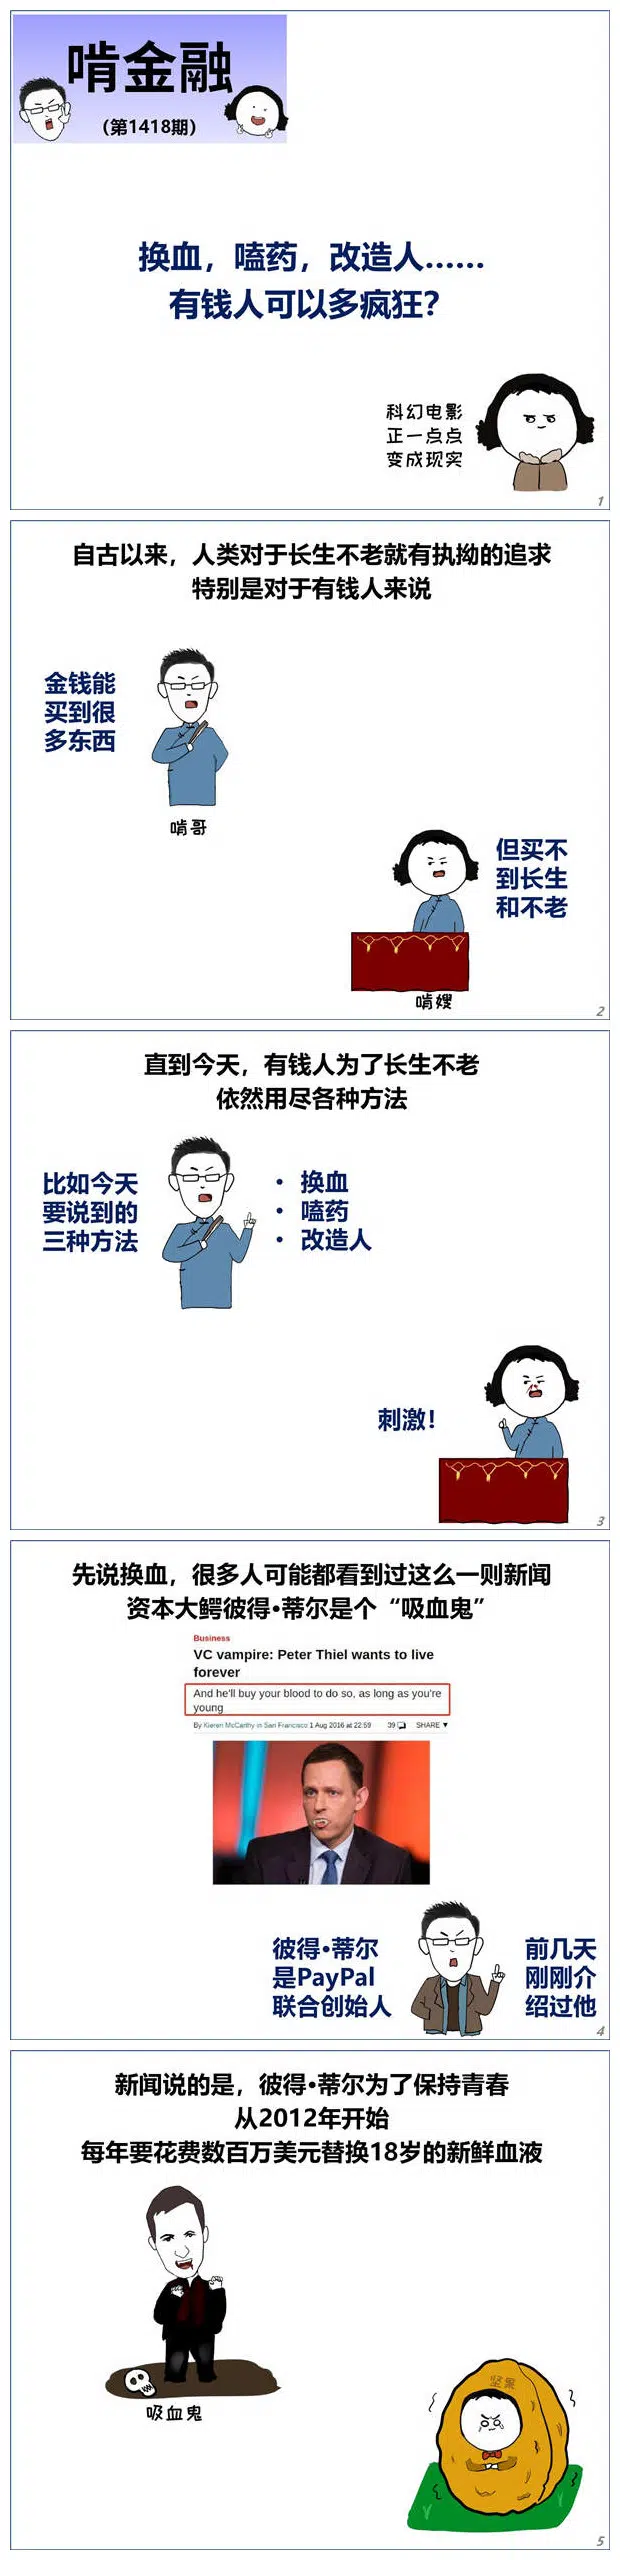 啃金融
（第1418期）
换血，嗑药，改造人……
有钱人可以多疯狂？
科幻电影
正一点点
变成现实
1
自古以来，人类对于长生不老就有执拗的追求
特别是对于有钱人来说
金钱能
买到很
多东西
啃哥
但买不
到长生
和不老
啃嫂
2
直到今天，有钱人为了长生不老
依然用尽各种方法
比如今天
要说到的
三种方法
• 换血
• 嗑药
• 改造人
刺激！
3
先说换血，很多人可能都看到过这么一则新闻
资本大鳄彼得·蒂尔是个“吸血鬼”
Business
VC vampire: Peter Thiel wants to live
forever
And he'll buy your blood to do so, as long as you're
young
By Kieren McCarthy in San Francisco 1 Aug 2016 at 22:59 39 SHARE ▼
彼得·蒂尔
是PayPal
联合创始人
前几天
刚刚介
绍过他
4
新闻说的是，彼得·蒂尔为了保持青春
从2012年开始
每年要花费数百万美元替换18岁的新鲜血液
吸血鬼
坚果
5